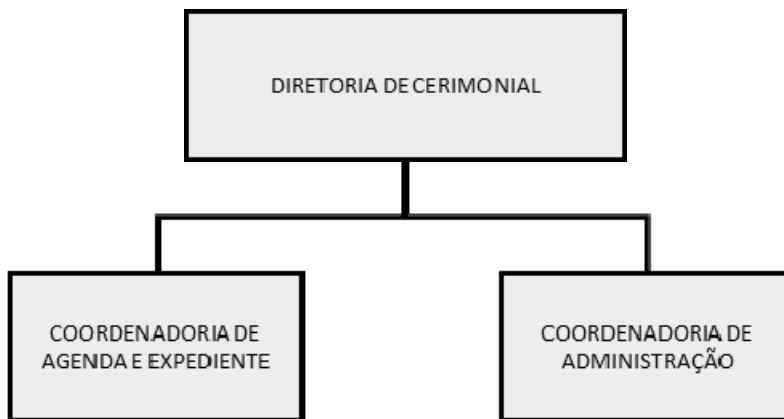 DIRETORIA DE CERIMONIAL
COORDENADORIA DE
AGENDA E EXPEDIENTE
COORDENADORIA DE
ADMINISTRAÇÃO